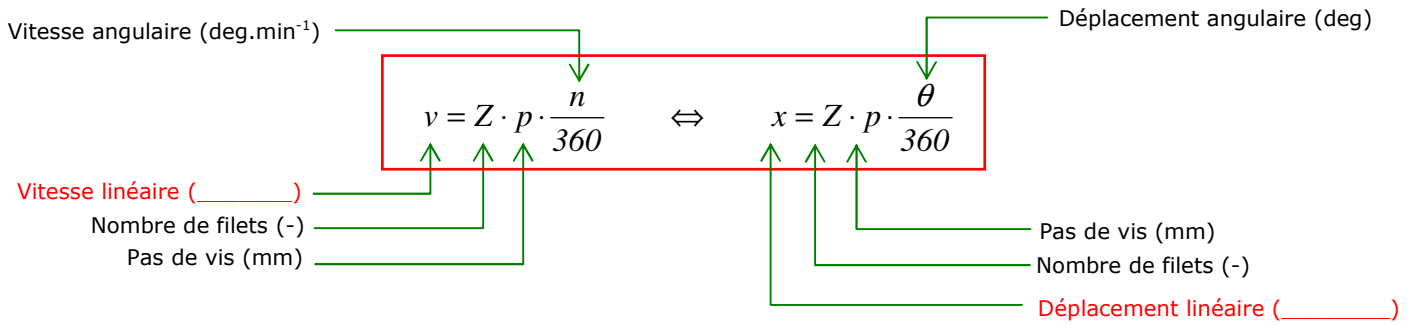 Vitesse angulaire (deg.min⁻¹)
Déplacement angulaire (deg)
v = Z · p · n/360 ⇔ x = Z · p · θ/360
Vitesse linéaire (_______)
Nombre de filets (-)
Pas de vis (mm)
Pas de vis (mm)
Nombre de filets (-)
Déplacement linéaire (________)